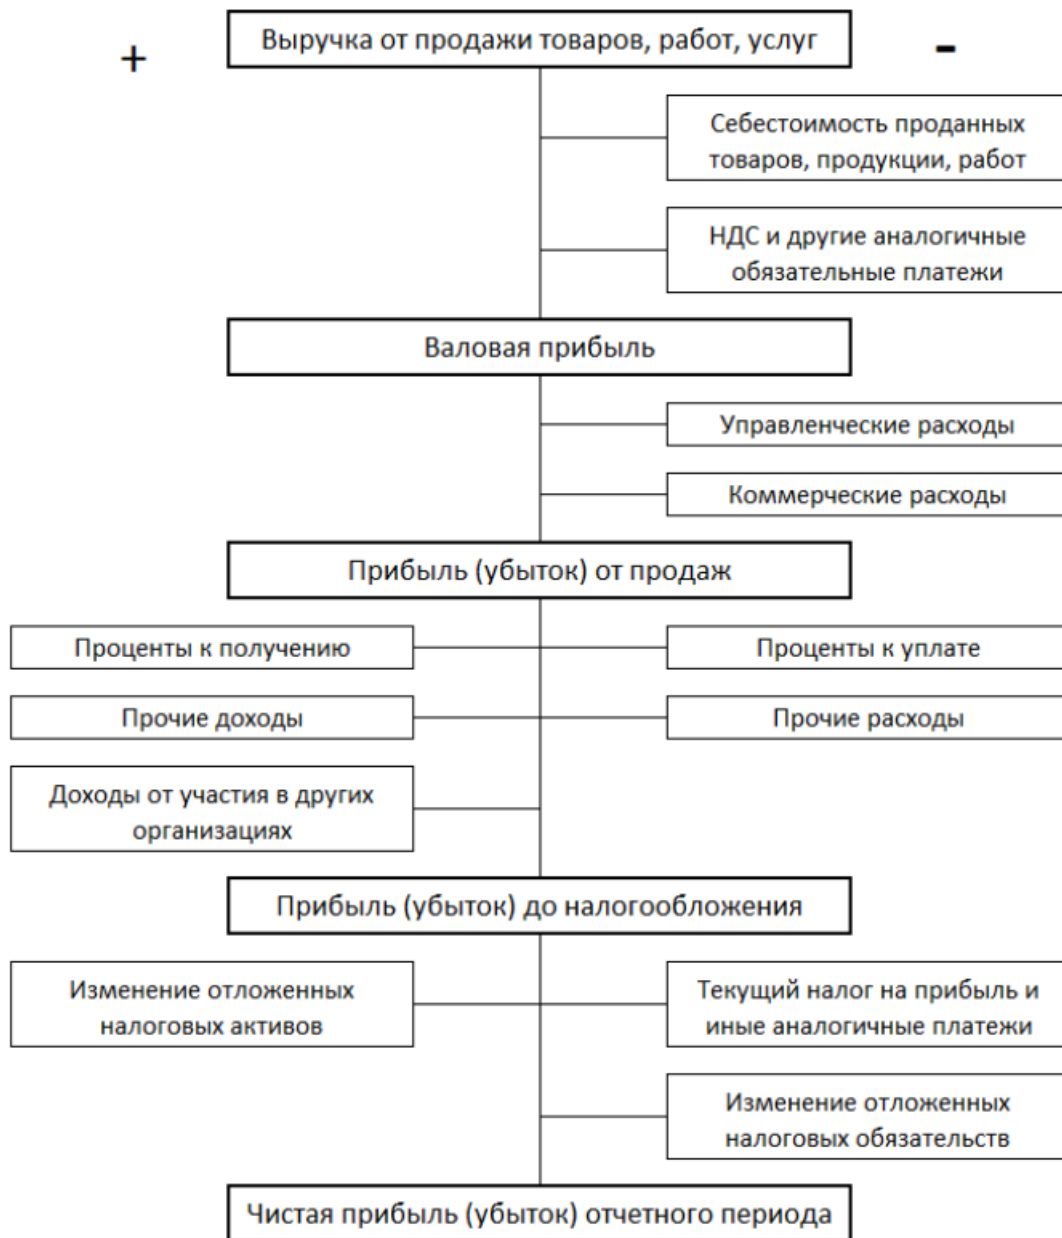 Выручка от продажи товаров, работ, услуг
+
-
Себестоимость проданных
товаров, продукции, работ
НДС и другие аналогичные
обязательные платежи
Валовая прибыль
Управленческие расходы
Коммерческие расходы
Прибыль (убыток) от продаж
Проценты к получению
Проценты к уплате
Прочие доходы
Прочие расходы
Доходы от участия в других
организациях
Прибыль (убыток) до налогообложения
Изменение отложенных
налоговых активов
Текущий налог на прибыль и
иные аналогичные платежи
Изменение отложенных
налоговых обязательств
Чистая прибыль (убыток) отчетного периода